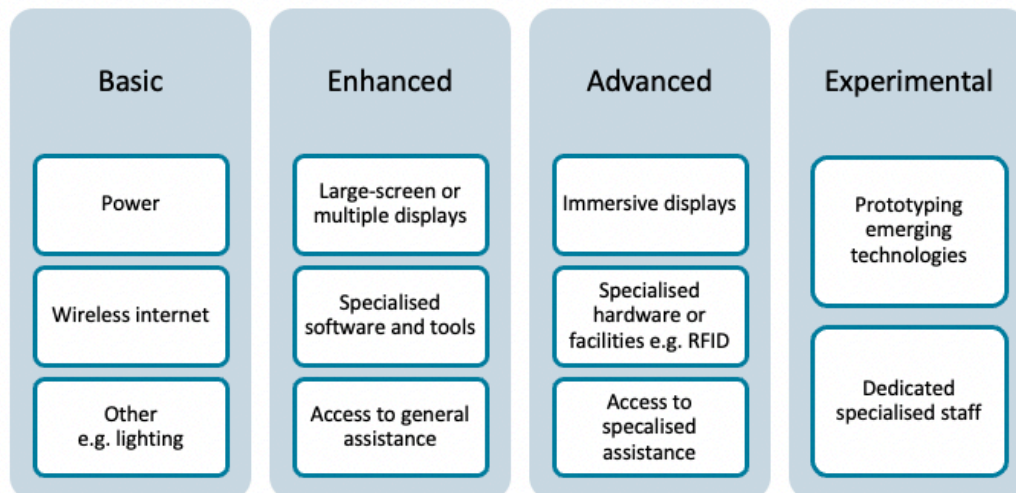 Basic
Power
Wireless internet
Other
e.g. lighting
Enhanced
Large-screen or
multiple displays
Specialised
software and tools
Access to general
assistance
Advanced
Immersive displays
Specialised
hardware or
facilities e.g. RFID
Access to
specalised
assistance
Experimental
Prototyping
emerging
technologies
Dedicated
specialised staff